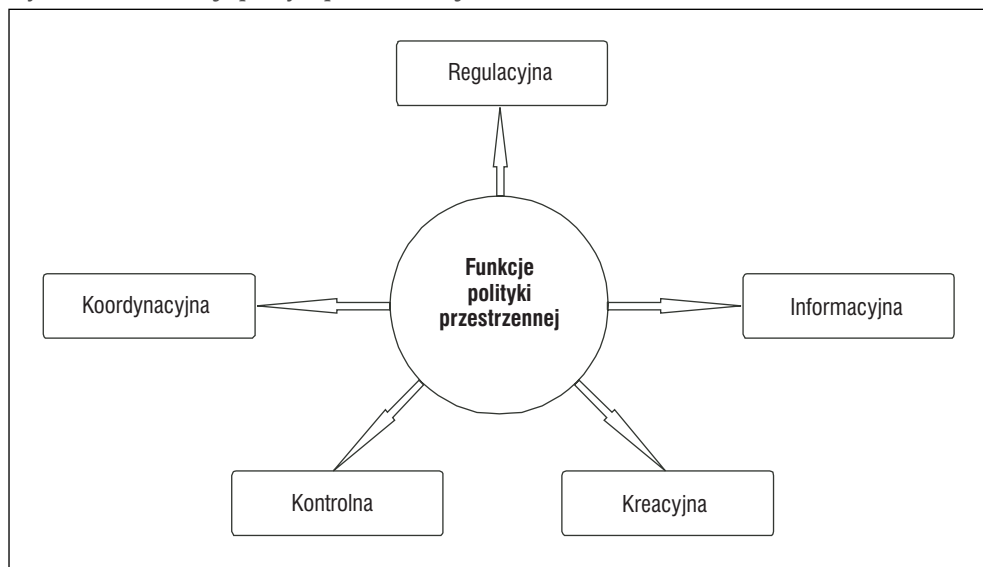 Regulacyjna
Koordynacyjna
Funkcje
polityki
przestrzennej
Informacyjna
Kontrolna
Kreacyjna